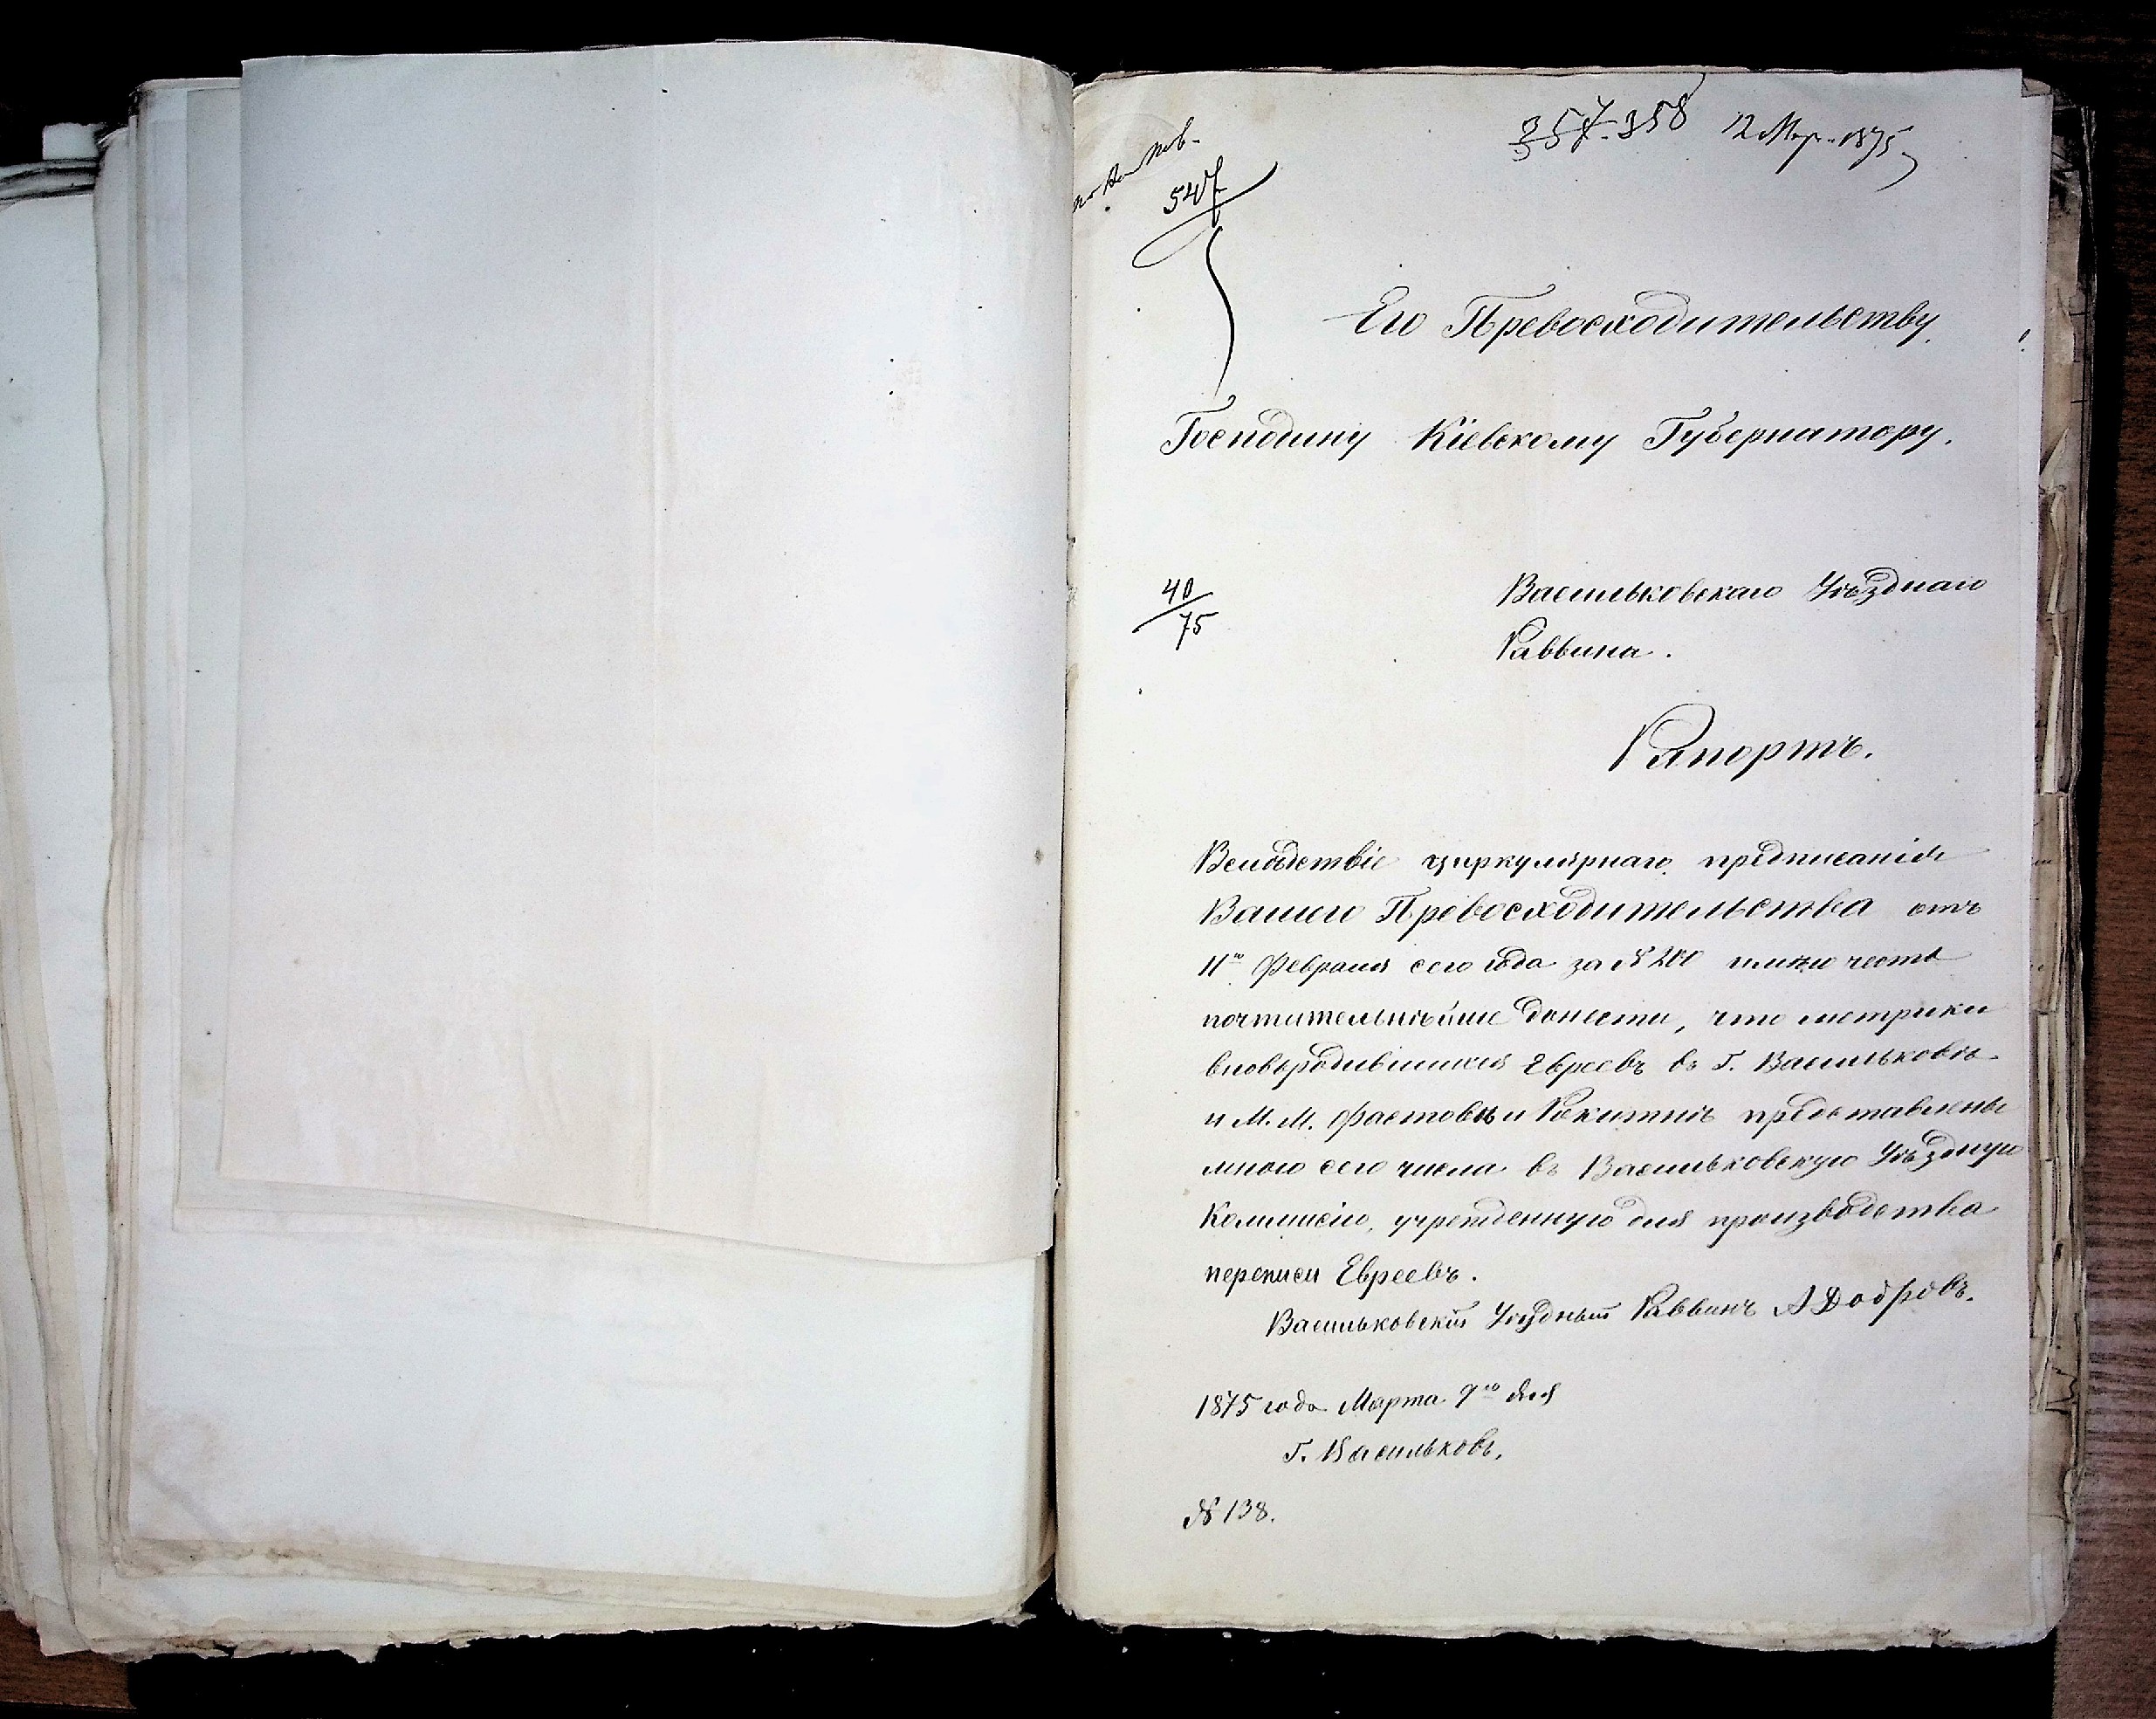 357-358 12 Мар. 1875
547
Его Превосходительству
Господину Кіевскому Губернатору.
40/75
Васильковскаго Уѣзднаго
Раввина.
Рапортъ.
Вслѣдствіе циркулярнаго предписанія
Вашего Превосходительства отъ
11го Февраля сего года за № 200 имѣю честь
почтительнѣйше донести, что метрики
вновьродившихся Евреевъ въ Г. Васильковѣ
и М. М. Фастовѣ и Рокитнѣ представлены
мною сего числа въ Васильковскую Уѣздную
Коммисію, учрежденную для производства
переписи Евреевъ.
Васильковскій Уѣздный Раввинъ А Добровъ.
1875 года Марта 9го дня
Г. Васильковъ.
№ 138.